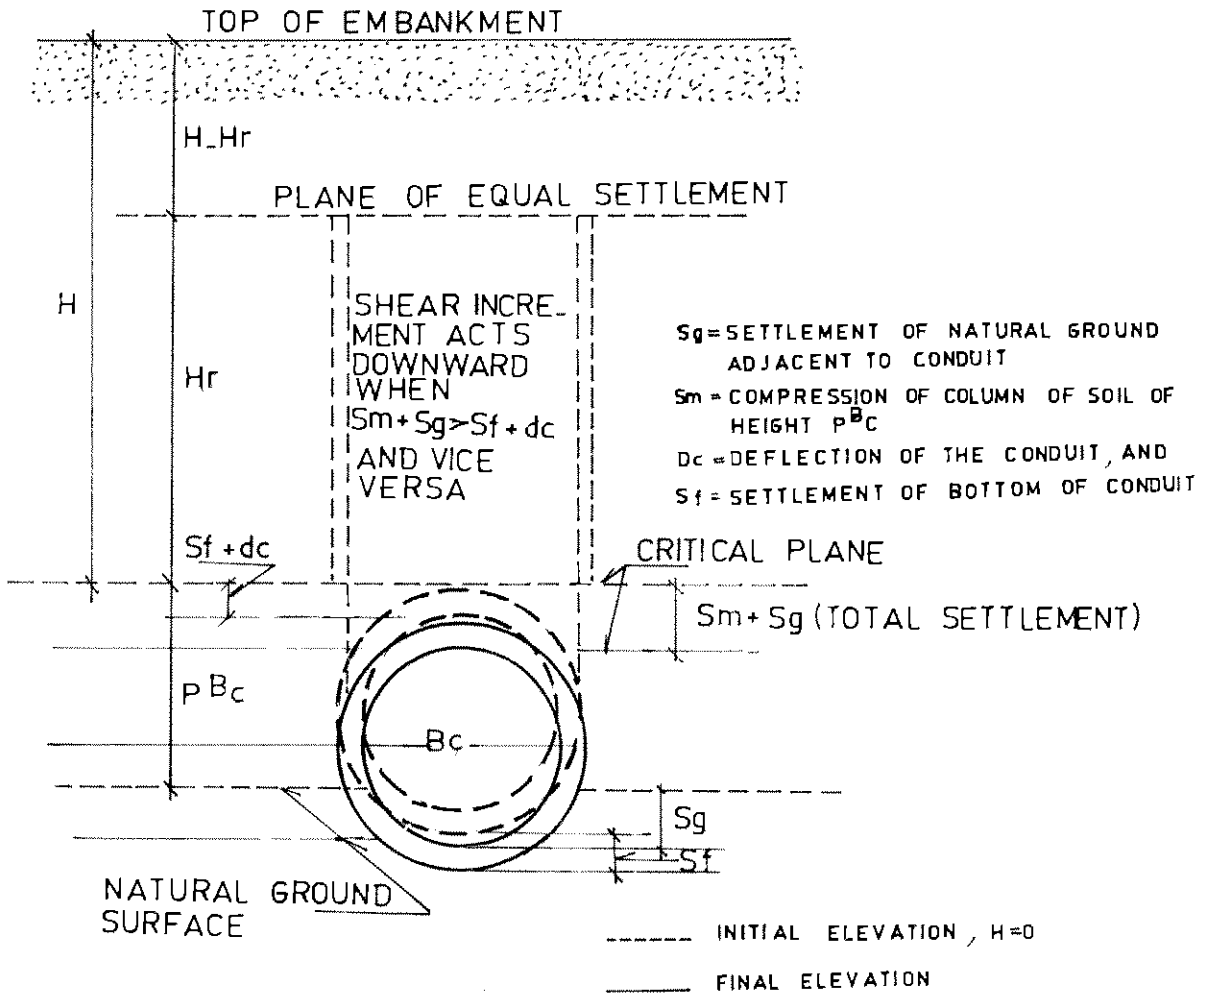 TOP OF EMBANKMENT
H-Hr
PLANE OF EQUAL SETTLEMENT
H
Hr
SHEAR INCRE-
MENT ACTS
DOWNWARD
WHEN
Sm+Sg>Sf+dc
AND VICE
VERSA
Sg=SETTLEMENT OF NATURAL GROUND
ADJACENT TO CONDUIT
Sm=COMPRESSION OF COLUMN OF SOIL OF
HEIGHT PBC
Dc=DEFLECTION OF THE CONDUIT, AND
Sf=SETTLEMENT OF BOTTOM OF CONDUIT
Sf+dc
CRITICAL PLANE
Sm+Sg (TOTAL SETTLEMENT)
P Bc
Bc
Sg
Sf
NATURAL GROUND
SURFACE
INITIAL ELEVATION, H=0
FINAL ELEVATION